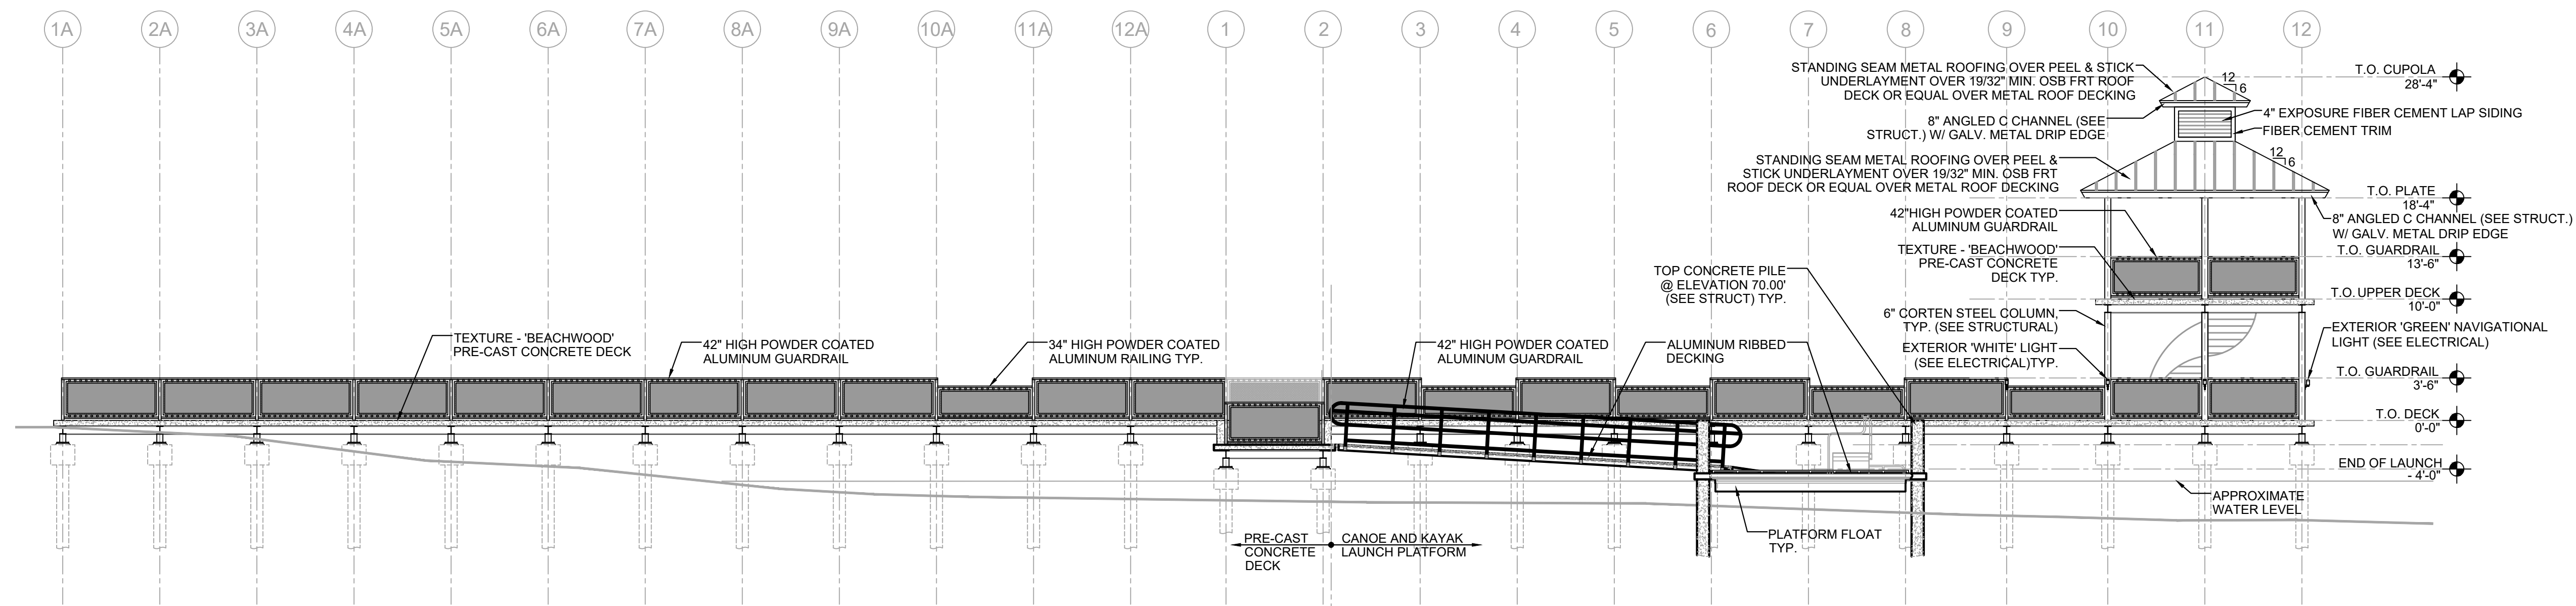 1A 2A 3A 4A 5A 6A 7A 8A 9A 10A 11A 12A 1 2 3 4 5 6 7 8 9 10 11 12
STANDING SEAM METAL ROOFING OVER PEEL & STICK
UNDERLAYMENT OVER 19/32" MIN. OSB FRT ROOF
DECK OR EQUAL OVER METAL ROOF DECKING
12
6
T.O. CUPOLA
28'-4"
8" ANGLED C CHANNEL (SEE
STRUCT.) W/ GALV. METAL DRIP EDGE
4" EXPOSURE FIBER CEMENT LAP SIDING
FIBER CEMENT TRIM
STANDING SEAM METAL ROOFING OVER PEEL &
STICK UNDERLAYMENT OVER 19/32" MIN. OSB FRT
ROOF DECK OR EQUAL OVER METAL ROOF DECKING
12
6
T.O. PLATE
18'-4"
8" ANGLED C CHANNEL (SEE STRUCT.)
W/ GALV. METAL DRIP EDGE
42"HIGH POWDER COATED
ALUMINUM GUARDRAIL
T.O. GUARDRAIL
13'-6"
TEXTURE - 'BEACHWOOD'
PRE-CAST CONCRETE
DECK TYP.
TOP CONCRETE PILE
@ ELEVATION 70.00'
(SEE STRUCT) TYP.
T.O. UPPER DECK
10'-0"
6" CORTEN STEEL COLUMN,
TYP. (SEE STRUCTURAL)
EXTERIOR 'GREEN' NAVIGATIONAL
LIGHT (SEE ELECTRICAL)
EXTERIOR 'WHITE' LIGHT
(SEE ELECTRICAL)TYP.
TEXTURE - 'BEACHWOOD'
PRE-CAST CONCRETE DECK
42" HIGH POWDER COATED
ALUMINUM GUARDRAIL
34" HIGH POWDER COATED
ALUMINUM RAILING TYP.
42" HIGH POWDER COATED
ALUMINUM GUARDRAIL
ALUMINUM RIBBED
DECKING
T.O. GUARDRAIL
3'-6"
T.O. DECK
0'-0"
END OF LAUNCH
- 4'-0"
APPROXIMATE
WATER LEVEL
PRE-CAST
CONCRETE
DECK
CANOE AND KAYAK
LAUNCH PLATFORM
PLATFORM FLOAT
TYP.